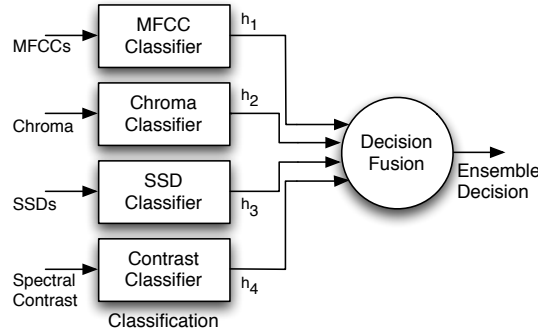 MFCCs
MFCC
Classifier
h1
Chroma
Chroma
Classifier
h2
SSDs
SSD
Classifier
h3
Spectral
Contrast
Contrast
Classifier
h4
Classification
Decision
Fusion
Ensemble
Decision